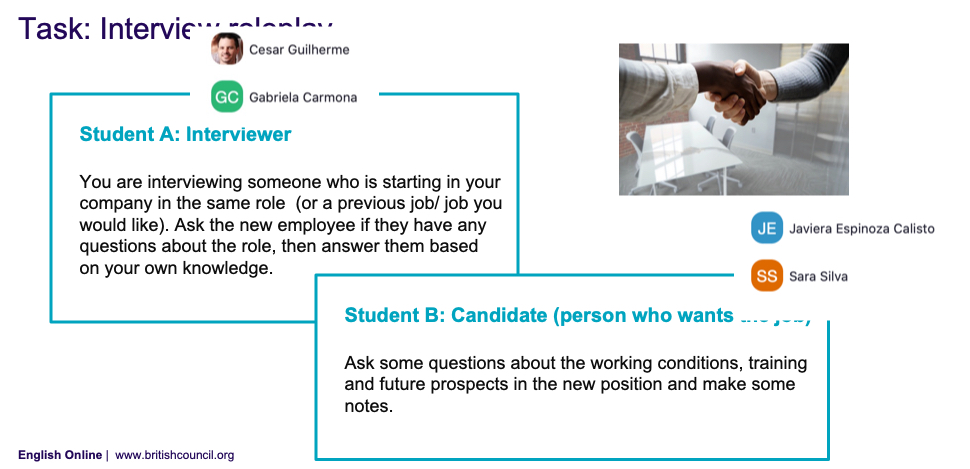 Task: Interview roleplay
Cesar Guilherme
GC Gabriela Carmona
Student A: Interviewer
You are interviewing someone who is starting in your
company in the same role (or a previous job/ job you
would like). Ask the new employee if they have any
questions about the role, then answer them based
on your own knowledge.
JE Javiera Espinoza Calisto
SS Sara Silva
Student B: Candidate (person who wants the job)
Ask some questions about the working conditions, training
and future prospects in the new position and make some
notes.
English Online | www.britishcouncil.org